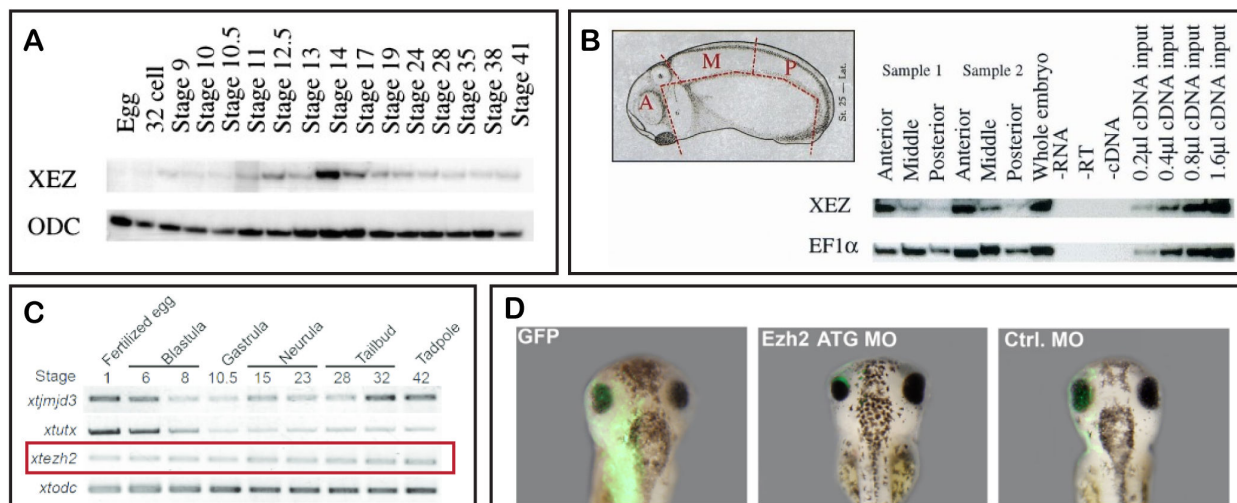 A
Egg
32 cell
Stage 9
Stage 10
Stage 10.5
Stage 11
Stage 12.5
Stage 13
Stage 14
Stage 17
Stage 19
Stage 24
Stage 28
Stage 35
Stage 38
Stage 41
XEZ
ODC
B
A
M
P
St. 25 — Lat.
Sample 1
Sample 2
Anterior
Middle
Posterior
Anterior
Middle
Posterior
Whole embryo
-RNA
-RT
-cDNA
0.2µl cDNA input
0.4µl cDNA input
0.8µl cDNA input
1.6µl cDNA input
XEZ
EF1α
C
Fertilized egg
Blastula
Gastrula
Neurula
Tailbud
Tadpole
Stage 1 6 8 10.5 15 23 28 32 42
xtjmjd3
xtutx
xtezh2
xtodc
D
GFP
Ezh2 ATG MO
Ctrl. MO